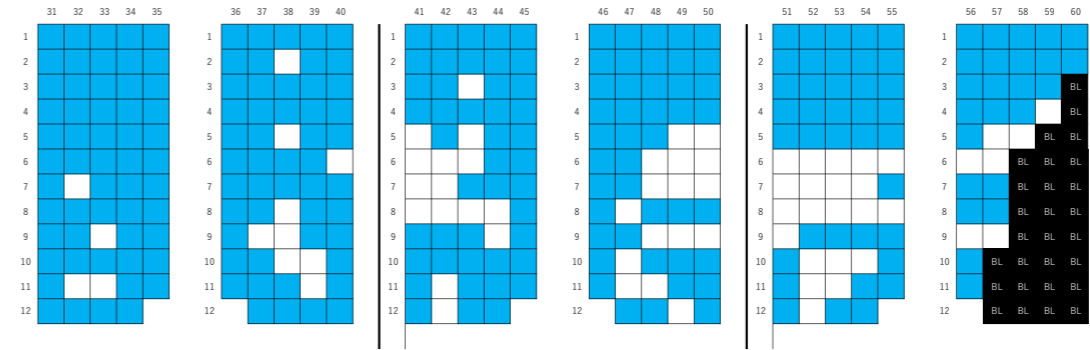 31 32 33 34 35 36 37 38 39 40 41 42 43 44 45 46 47 48 49 50 51 52 53 54 55 56 57 58 59 60
1 1 1 1 1 1
2 2 2 2 2 2
3 3 3 3 3 3 BL
4 4 4 4 4 4 BL
5 5 5 5 5 5 BL BL
6 6 6 6 6 6 BL BL BL
7 7 7 7 7 7 BL BL BL
8 8 8 8 8 8 BL BL BL
9 9 9 9 9 9 BL BL BL
10 10 10 10 10 10 BL BL BL BL
11 11 11 11 11 11 BL BL BL BL
12 12 12 12 12 12 BL BL BL BL